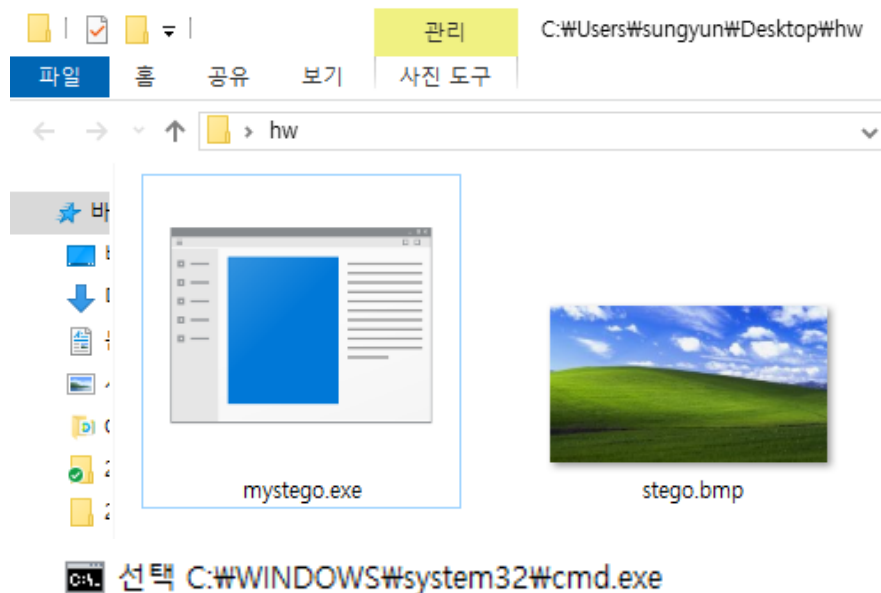 관리 C:₩Users₩sungyun₩Desktop₩hw
파일 홈 공유 보기 사진 도구
hw
바
mystego.exe stego.bmp
선택 C:₩WINDOWS₩system32₩cmd.exe